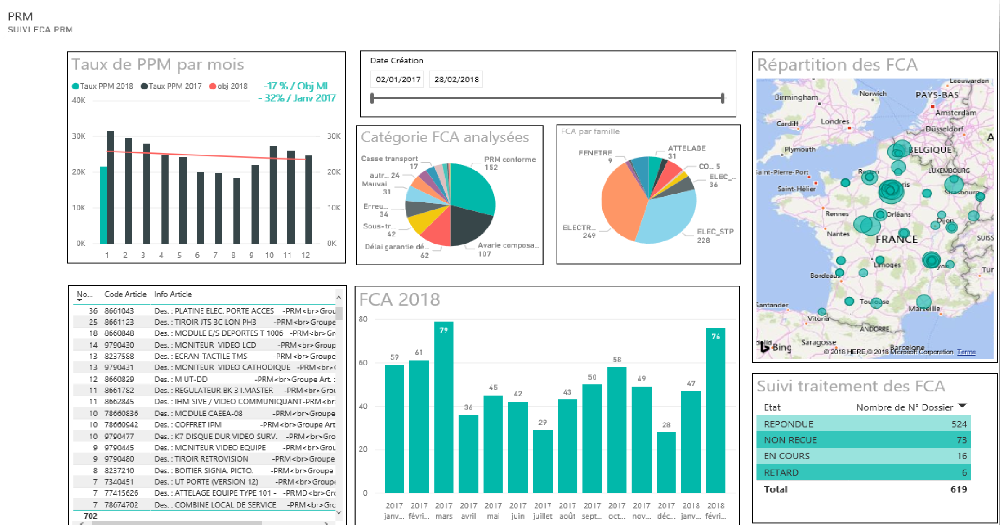 PRM
SUIVI FCA PRM
Taux de PPM par mois
Taux PPM 2018 Taux PPM 2017 obj 2018
-17 % / Obj MI
- 32% / Janv 2017
40K
30K 30K
20K 20K
10K 10K
0K 0K
1 2 3 4 5 6 7 8 9 10 11 12
Date Création
02/01/2017 28/02/2018
Catégorie FCA analysées
Casse transport
17
PRM conforme
152
autr... 24
Mauvai...
31
Erreu...
34
Sous-tr...
42
Délai garantie dé...
62
Avarie composa...
107
FCA par famille
FENETRE
9
ATTELAGE
31
CO... 5
ELEC_...
36
ELECTR...
249
ELEC_STP
228
Répartition des FCA
Leeuwarden
Norwich
Birmingham
PAYS-BAS
Amsterdam
Cardiff
Londres
Düsseldorf
A
Plymouth
BELGIQUE
Saint-Pierre-Port
Rouen
LUXEMBOURG
Saint-Hélier
ris
Strasbourg
Rennes
Orléans
Dijon
Nantes
FRANCE
SUISS
Limoges
Lyon
Bordeaux
Tur
Santander
Toulouse
Marseille
Vitoria
ANDORRE
Saragosse
Barcelone
Bing
© 2018 HERE,© 2018 Microsoft Corporation Terms
No... Code Article Info Article
36 8661043 Des. : PLATINE ELEC. PORTE ACCES -PRM<br>Grou
25 8661123 Des. : TIROIR JTS 3C LON PH3 -PRM<br>Groupe
18 8660848 Des. : MODULE E/S DEPORTES T 1006 -PRM<br>Gr
14 9790430 Des. : MONITEUR VIDEO LCD -PRM<br>Group
13 8237588 Des. : ECRAN-TACTILE TMS -PRM<br>Groupe
13 9790431 Des. : MONITEUR VIDEO CATHODIQUE -PRM<br>
12 8660829 Des. : M UT-DD -PRM<br>Groupe Art. :
11 8661782 Des. : REGULATEUR BK 3 I.MASTER -PRM<br>Grou
11 8662845 Des. : IHM SIVE / VIDEO COMMUNIQUANT-PRM<br
10 78660836 Des. : MODULE CAEEA-08 -PRM<br>Groupe
10 78660942 Des. : COFFRET IPM -PRM<br>Groupe Art
10 9790477 Des. : K7 DISQUE DUR VIDEO SURV. -PRM<br>Gro
9 9790445 Des. : MONITEUR VIDEO EQUIPE -PRM<br>Grou
9 9790480 Des. : TIROIR RETROVISION -PRM<br>Groupe
8 8237210 Des. : BOITIER SIGNA. PICTO. -PRM<br>Groupe
7 7340451 Des. : UT PORTE (VERSION 12) -PRM<br>Groupe
7 77415626 Des. : ATTELAGE EQUIPE TYPE 101 - -PRMD<br>Gro
7 78674702 Des. : COMBINE LOCAL DE SERVICE -PRM<br>Gro
702
FCA 2018
80
60
40
20
0
59 61 79 36 45 42 29 43 50 58 49 28 47 76
2017 2017 2017 2017 2017 2017 2017 2017 2017 2017 2017 2017 2018 2018
janv... févri... mars avril mai juin juillet août sept... oct... nov... déc... janv... févri...
Suivi traitement des FCA
Etat Nombre de N° Dossier
REPONDUE 524
NON RECUE 73
EN COURS 16
RETARD 6
Total 619